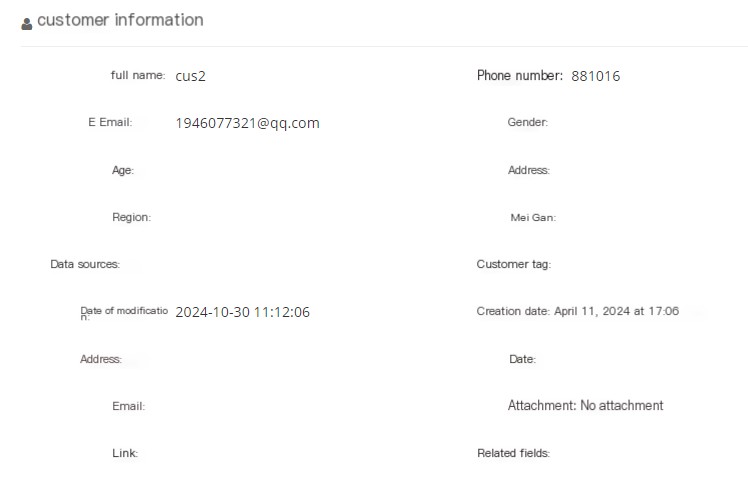 customer information
full name: cus2
Phone number: 881016
E Email: 1946077321@qq.com
Gender:
Age:
Address:
Region:
Mei Gan:
Data sources:
Customer tag:
Date of modificatio
n: 2024-10-30 11:12:06
Creation date: April 11, 2024 at 17:06
Address:
Date:
Email:
Attachment: No attachment
Link:
Related fields: